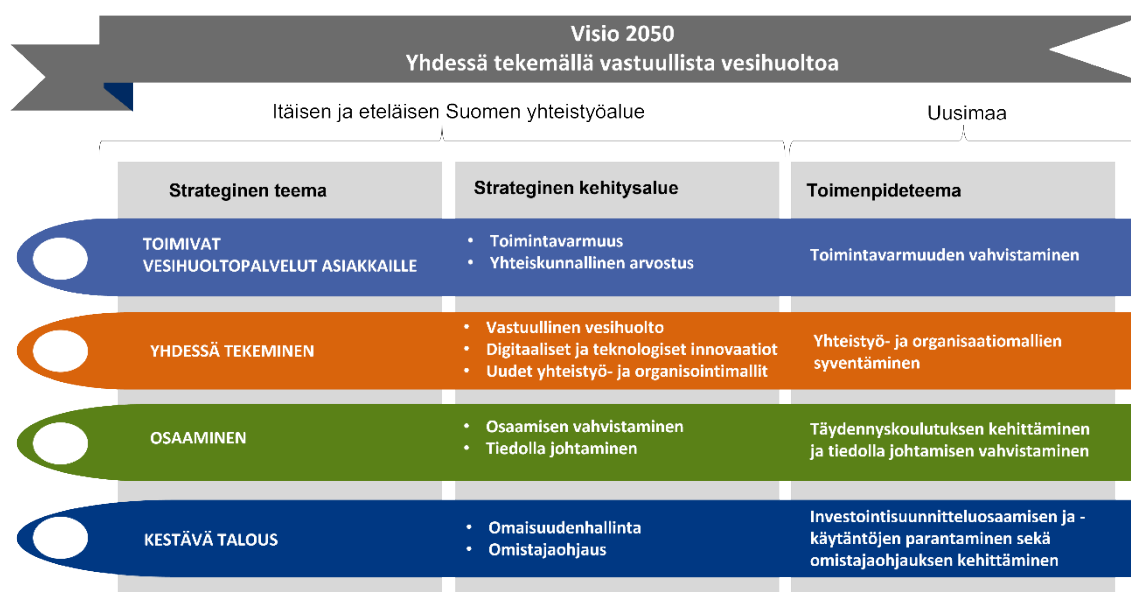 Visio 2050
Yhdessä tekemällä vastuullista vesihuoltoa
Itäisen ja eteläisen Suomen yhteistyöalue
Uusimaa
Strateginen teema
Strateginen kehitysalue
Toimenpideteema
TOIMIVAT
VESIHUOLTOPALVELUT ASIAKKAILLE
• Toimintavarmuus
• Yhteiskunnallinen arvostus
Toimintavarmuuden vahvistaminen
YHDESSÄ TEKEMINEN
• Vastuullinen vesihuolto
• Digitaaliset ja teknologiset innovaatiot
• Uudet yhteistyö- ja organisointimallit
Yhteistyö- ja organisaatiomallien
syventäminen
OSAAMINEN
• Osaamisen vahvistaminen
• Tiedolla johtaminen
Täydennyskoulutuksen kehittäminen
ja tiedolla johtamisen vahvistaminen
KESTÄVÄ TALOUS
• Omaisuudenhallinta
• Omistajaohjaus
Investointisuunnitteluosaamisen ja -
käytäntöjen parantaminen sekä
omistajaohjauksen kehittäminen